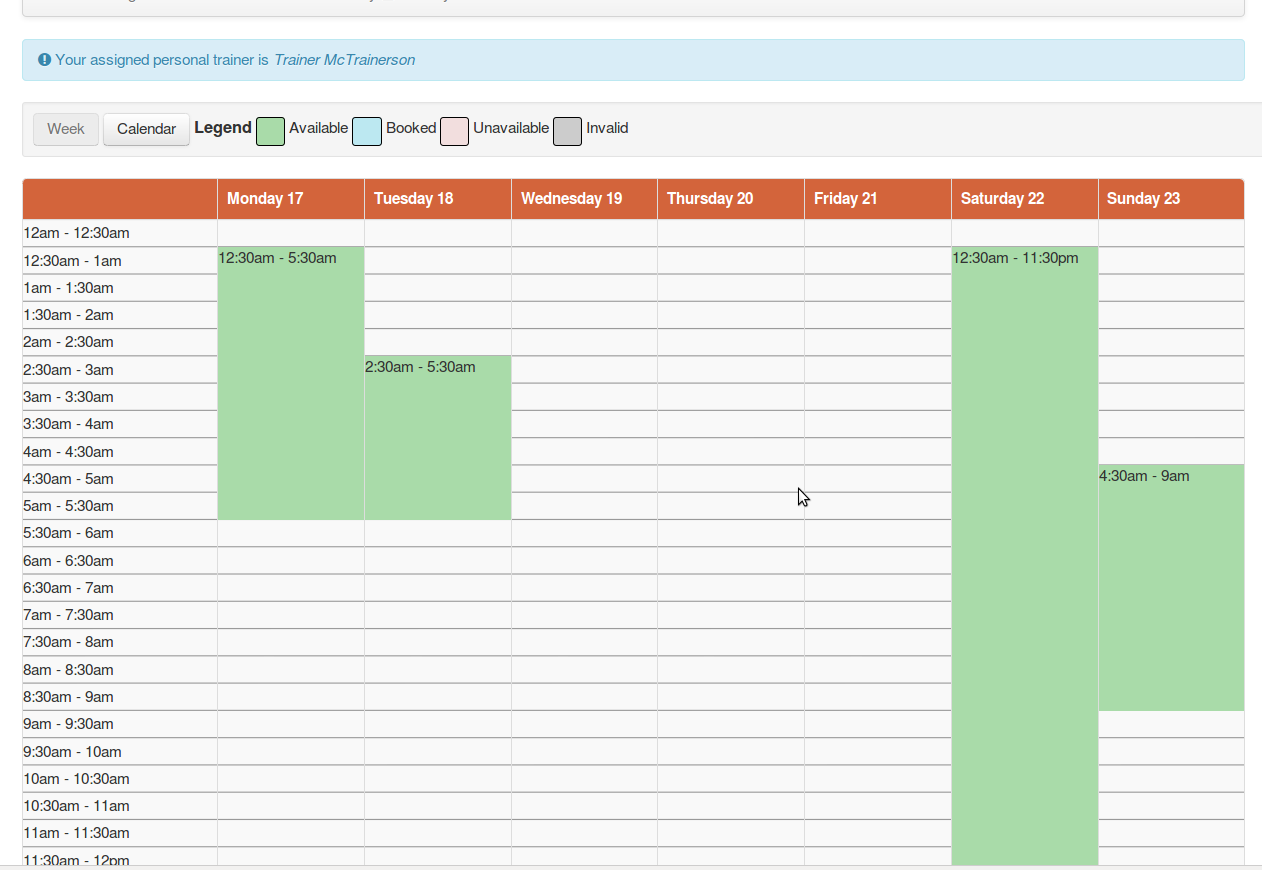 Your assigned personal trainer is Trainer McTrainerson
Week Calendar Legend Available Booked Unavailable Invalid
Monday 17 Tuesday 18 Wednesday 19 Thursday 20 Friday 21 Saturday 22 Sunday 23
12am - 12:30am
12:30am - 1am 12:30am - 5:30am 12:30am - 11:30pm
1am - 1:30am
1:30am - 2am
2am - 2:30am
2:30am - 3am 2:30am - 5:30am
3am - 3:30am
3:30am - 4am
4am - 4:30am
4:30am - 5am 4:30am - 9am
5am - 5:30am
5:30am - 6am
6am - 6:30am
6:30am - 7am
7am - 7:30am
7:30am - 8am
8am - 8:30am
8:30am - 9am
9am - 9:30am
9:30am - 10am
10am - 10:30am
10:30am - 11am
11am - 11:30am
11:30am - 12pm